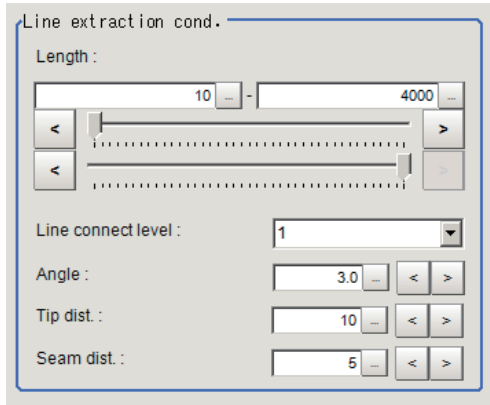 Line extraction cond.
Length :
10 ... - 4000 ...
< >
< >
Line connect level : 1
Angle : 3.0 ... < >
Tip dist. : 10 ... < >
Seam dist. : 5 ... < >